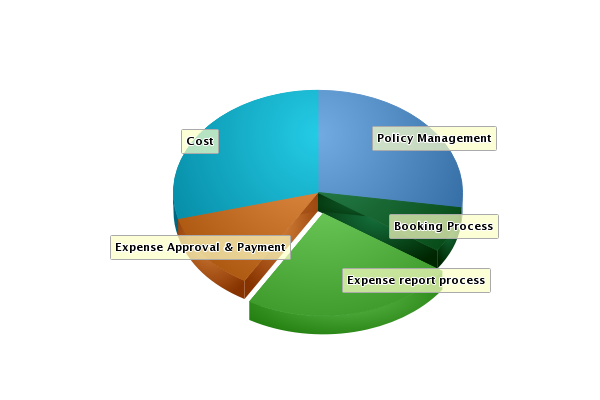 Policy Management
Cost
Booking Process
Expense Approval & Payment
Expense report process